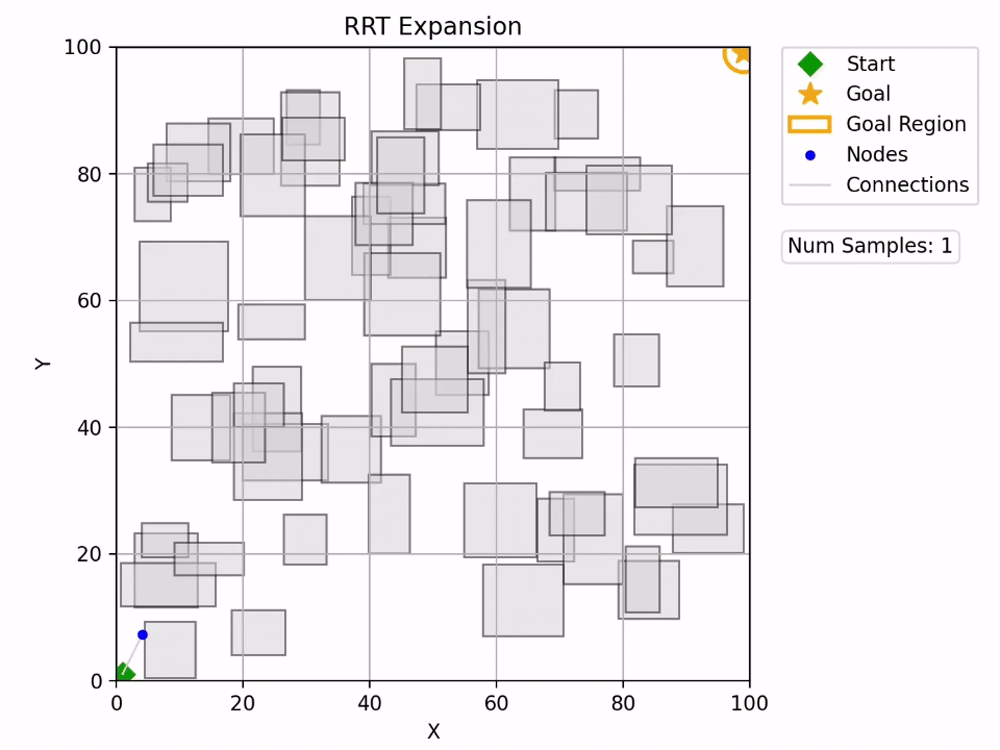 RRT Expansion
100
80
60
40
20
0
Y
0 20 40 60 80 100
X
Start
Goal
Goal Region
Nodes
Connections
Num Samples: 1